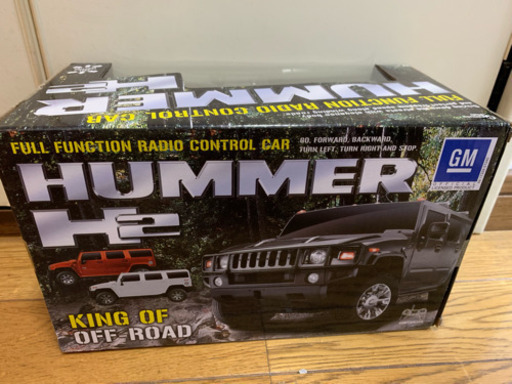 HUMMER
H2
FULL FUNCTION RADIO CONTROL CAR
FULL FUNCTION RADIO CONTROL CAR
GO, FORWARD, BACKWARD,
TURN LEFT, TURN RIGHT AND STOP.
HUMMER
H2
GM
KING OF
OFF ROAD